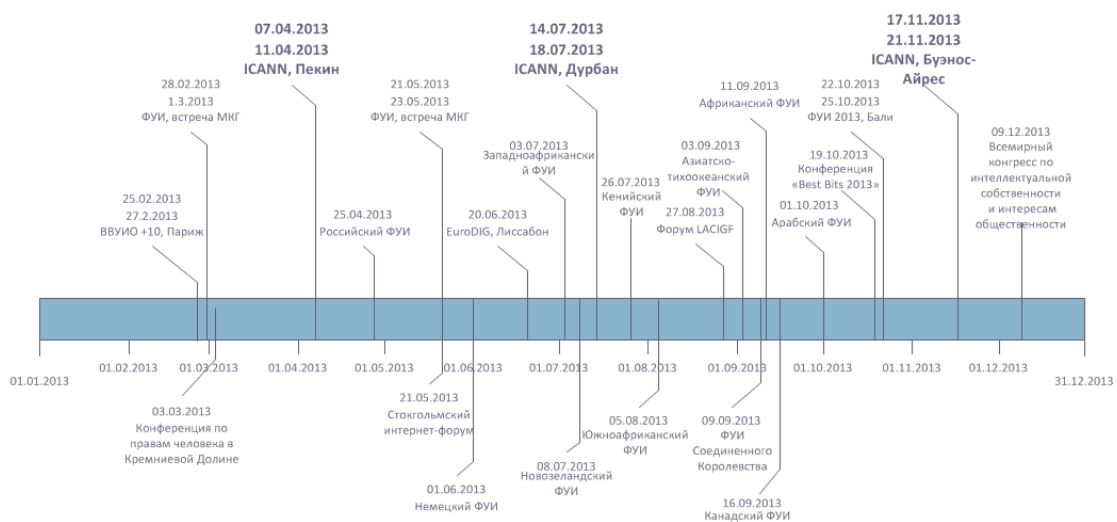 07.04.2013
11.04.2013
ICANN, Пекин
14.07.2013
18.07.2013
ICANN, Дурбан
17.11.2013
21.11.2013
ICANN, Буэнос-
Айрес
28.02.2013
1.3.2013
ФУИ, встреча МКГ
21.05.2013
23.05.2013
ФУИ, встреча МКГ
11.09.2013
Африканский ФУИ
22.10.2013
25.10.2013
ФУИ 2013, Бали
09.12.2013
Всемирный
конгресс по
интеллектуальной
собственности
и интересам
общественности
03.07.2013
Западноафрикански
й ФУИ
03.09.2013
Азиатско-
тихоокеанский
ФУИ
19.10.2013
Конференция
«Best Bits 2013»
26.07.2013
Кенийский
ФУИ
25.02.2013
27.2.2013
ВВУИО +10, Париж
25.04.2013
Российский ФУИ
20.06.2013
EuroDIG, Лиссабон
27.08.2013
Форум LACIGF
01.10.2013
Арабский ФУИ
01.01.2013
01.02.2013
01.03.2013
01.04.2013
01.05.2013
01.06.2013
01.07.2013
01.08.2013
01.09.2013
01.10.2013
01.11.2013
01.12.2013
31.12.2013
03.03.2013
Конференция по
правам человека в
Кремниевой Долине
21.05.2013
Стокгольмский
интернет-форум
01.06.2013
Немецкий ФУИ
08.07.2013
Новозеландский
ФУИ
05.08.2013
Южноафриканский
ФУИ
09.09.2013
ФУИ
Соединенного
Королевства
16.09.2013
Канадский ФУИ